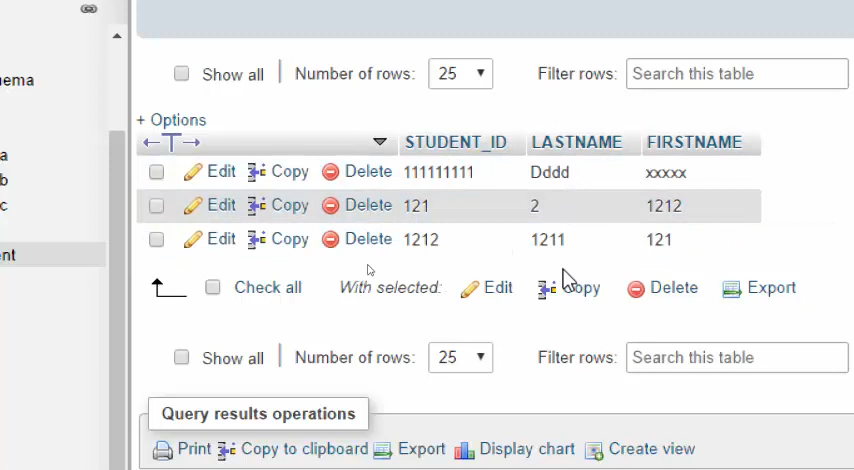 Show all Number of rows: 25 Filter rows: Search this table
nema
+ Options
STUDENT_ID LASTNAME FIRSTNAME
a
Edit Copy Delete 111111111 Dddd xxxxx
b
c
Edit Copy Delete 121 2 1212
Edit Copy Delete 1212 1211 121
nt
Check all With selected: Edit Copy Delete Export
Show all Number of rows: 25 Filter rows: Search this table
Query results operations
Print Copy to clipboard Export Display chart Create view